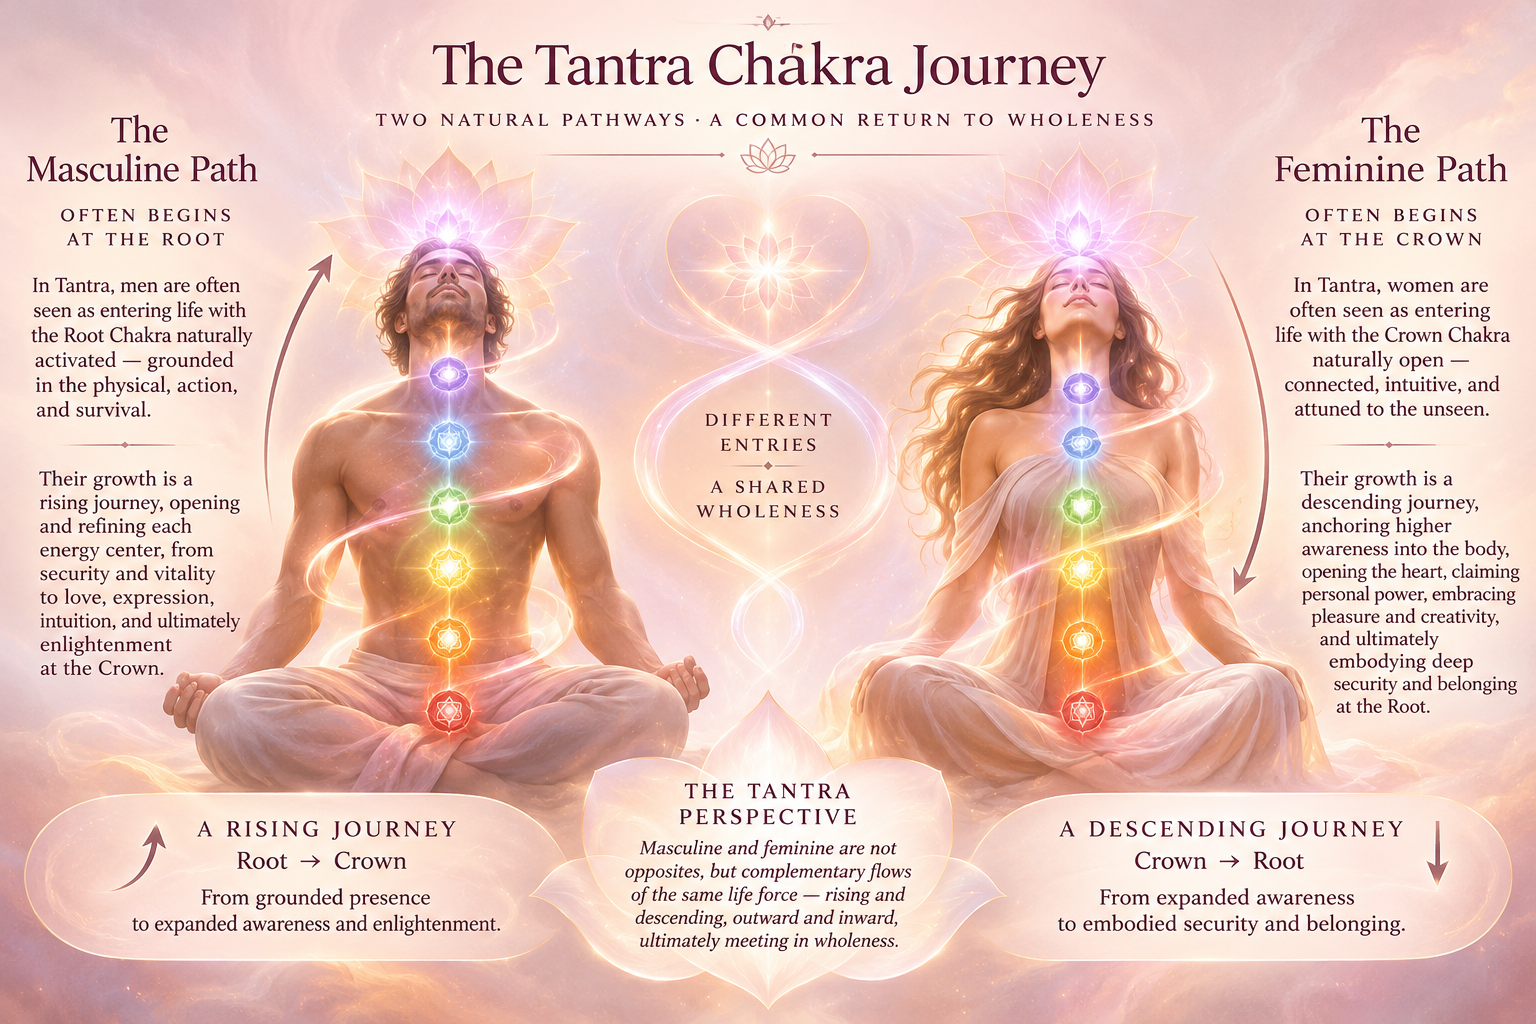 The Tantra Chakra Journey
TWO NATURAL PATHWAYS · A COMMON RETURN TO WHOLENESS
The
Masculine Path
OFTEN BEGINS
AT THE ROOT
In Tantra, men are often
seen as entering life with
the Root Chakra naturally
activated — grounded
in the physical, action,
and survival.
Their growth is a
rising journey, opening
and refining each
energy center, from
security and vitality
to love, expression,
intuition, and ultimately
enlightenment
at the Crown.
DIFFERENT
ENTRIES
A SHARED
WHOLENESS
The
Feminine Path
OFTEN BEGINS
AT THE CROWN
In Tantra, women are
often seen as entering
life with the Crown Chakra
naturally open —
connected, intuitive, and
attuned to the unseen.
Their growth is a
descending journey,
anchoring higher
awareness into the body,
opening the heart, claiming
personal power, embracing
pleasure and creativity,
and ultimately
embodying deep
security and belonging
at the Root.
A RISING JOURNEY
Root → Crown
From grounded presence
to expanded awareness and enlightenment.
THE TANTRA
PERSPECTIVE
Masculine and feminine are not
opposites, but complementary flows
of the same life force — rising and
descending, outward and inward,
ultimately meeting in wholeness.
A DESCENDING JOURNEY
Crown → Root
From expanded awareness
to embodied security and belonging.